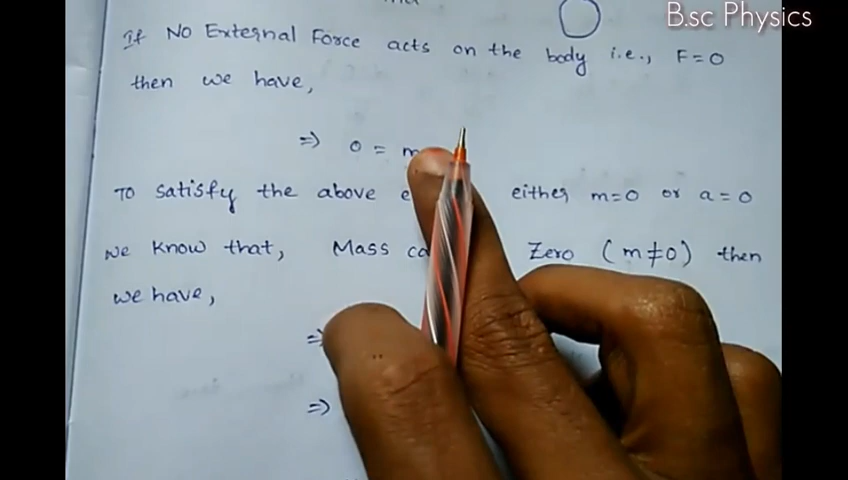 B.sc Physics
If No External Force acts on the body i.e., F=0
then we have,
⇒ 0 = m
To satisfy the above either m=0 or a=0
we know that, Mass Zero (m≠0) then
we have,
⇒
⇒